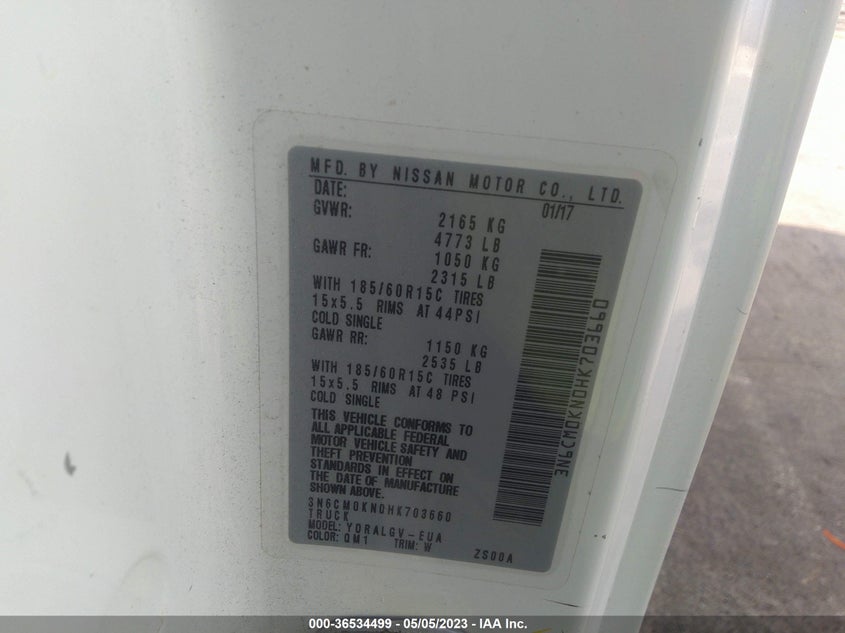 MFD. BY NISSAN MOTOR CO., LTD.
DATE: 01/17
GVWR: 2165 KG
4773 LB
GAWR FR: 1050 KG
2315 LB
WITH 185/60R15C TIRES
15x5.5 RIMS AT 44PSI
COLD SINGLE
GAWR RR: 1150 KG
2535 LB
WITH 185/60R15C TIRES
15x5.5 RIMS AT 48 PSI
COLD SINGLE
THIS VEHICLE CONFORMS TO
ALL APPLICABLE FEDERAL
MOTOR VEHICLE SAFETY AND
THEFT PREVENTION
STANDARDS IN EFFECT ON
THE DATE OF MANUFACTURE
SHOWN ABOVE.
3N6CM0KN0HK703660
TRUCK
MODEL: YDRALGV-EUA
COLOR: QM1 TRIM: W ZS00A
3N6CM0KN0HK703660
000-36534499 - 05/05/2023 - IAA Inc.